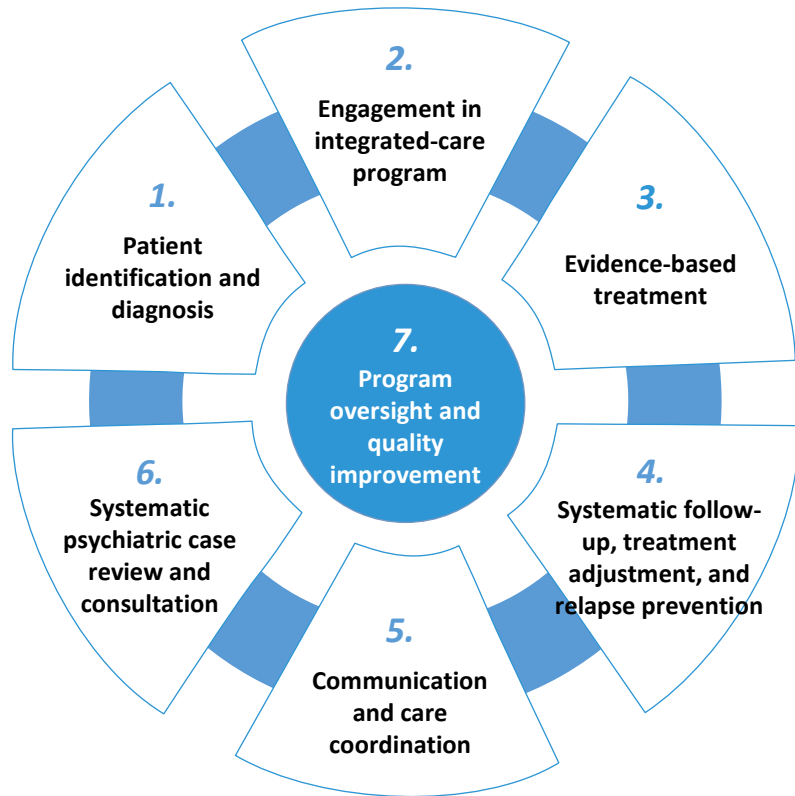 1.
Patient
identification and
diagnosis
2.
Engagement in
integrated-care
program
3.
Evidence-based
treatment
4.
Systematic follow-
up, treatment
adjustment, and
relapse prevention
5.
Communication
and care
coordination
6.
Systematic
psychiatric case
review and
consultation
7.
Program
oversight and
quality
improvement